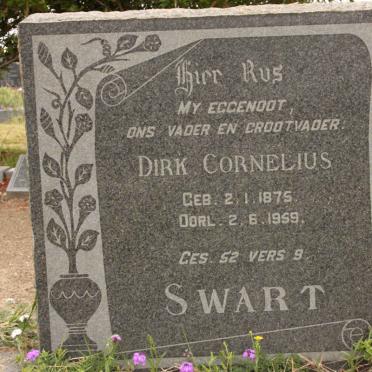 Hier Rus
MY EGGENOOT,
ONS VADER EN GROOTVADER.
DIRK CORNELIUS
GEB. 2.1.1875
OORL. 2.6.1959.
GES. 52 VERS 9.
SWART